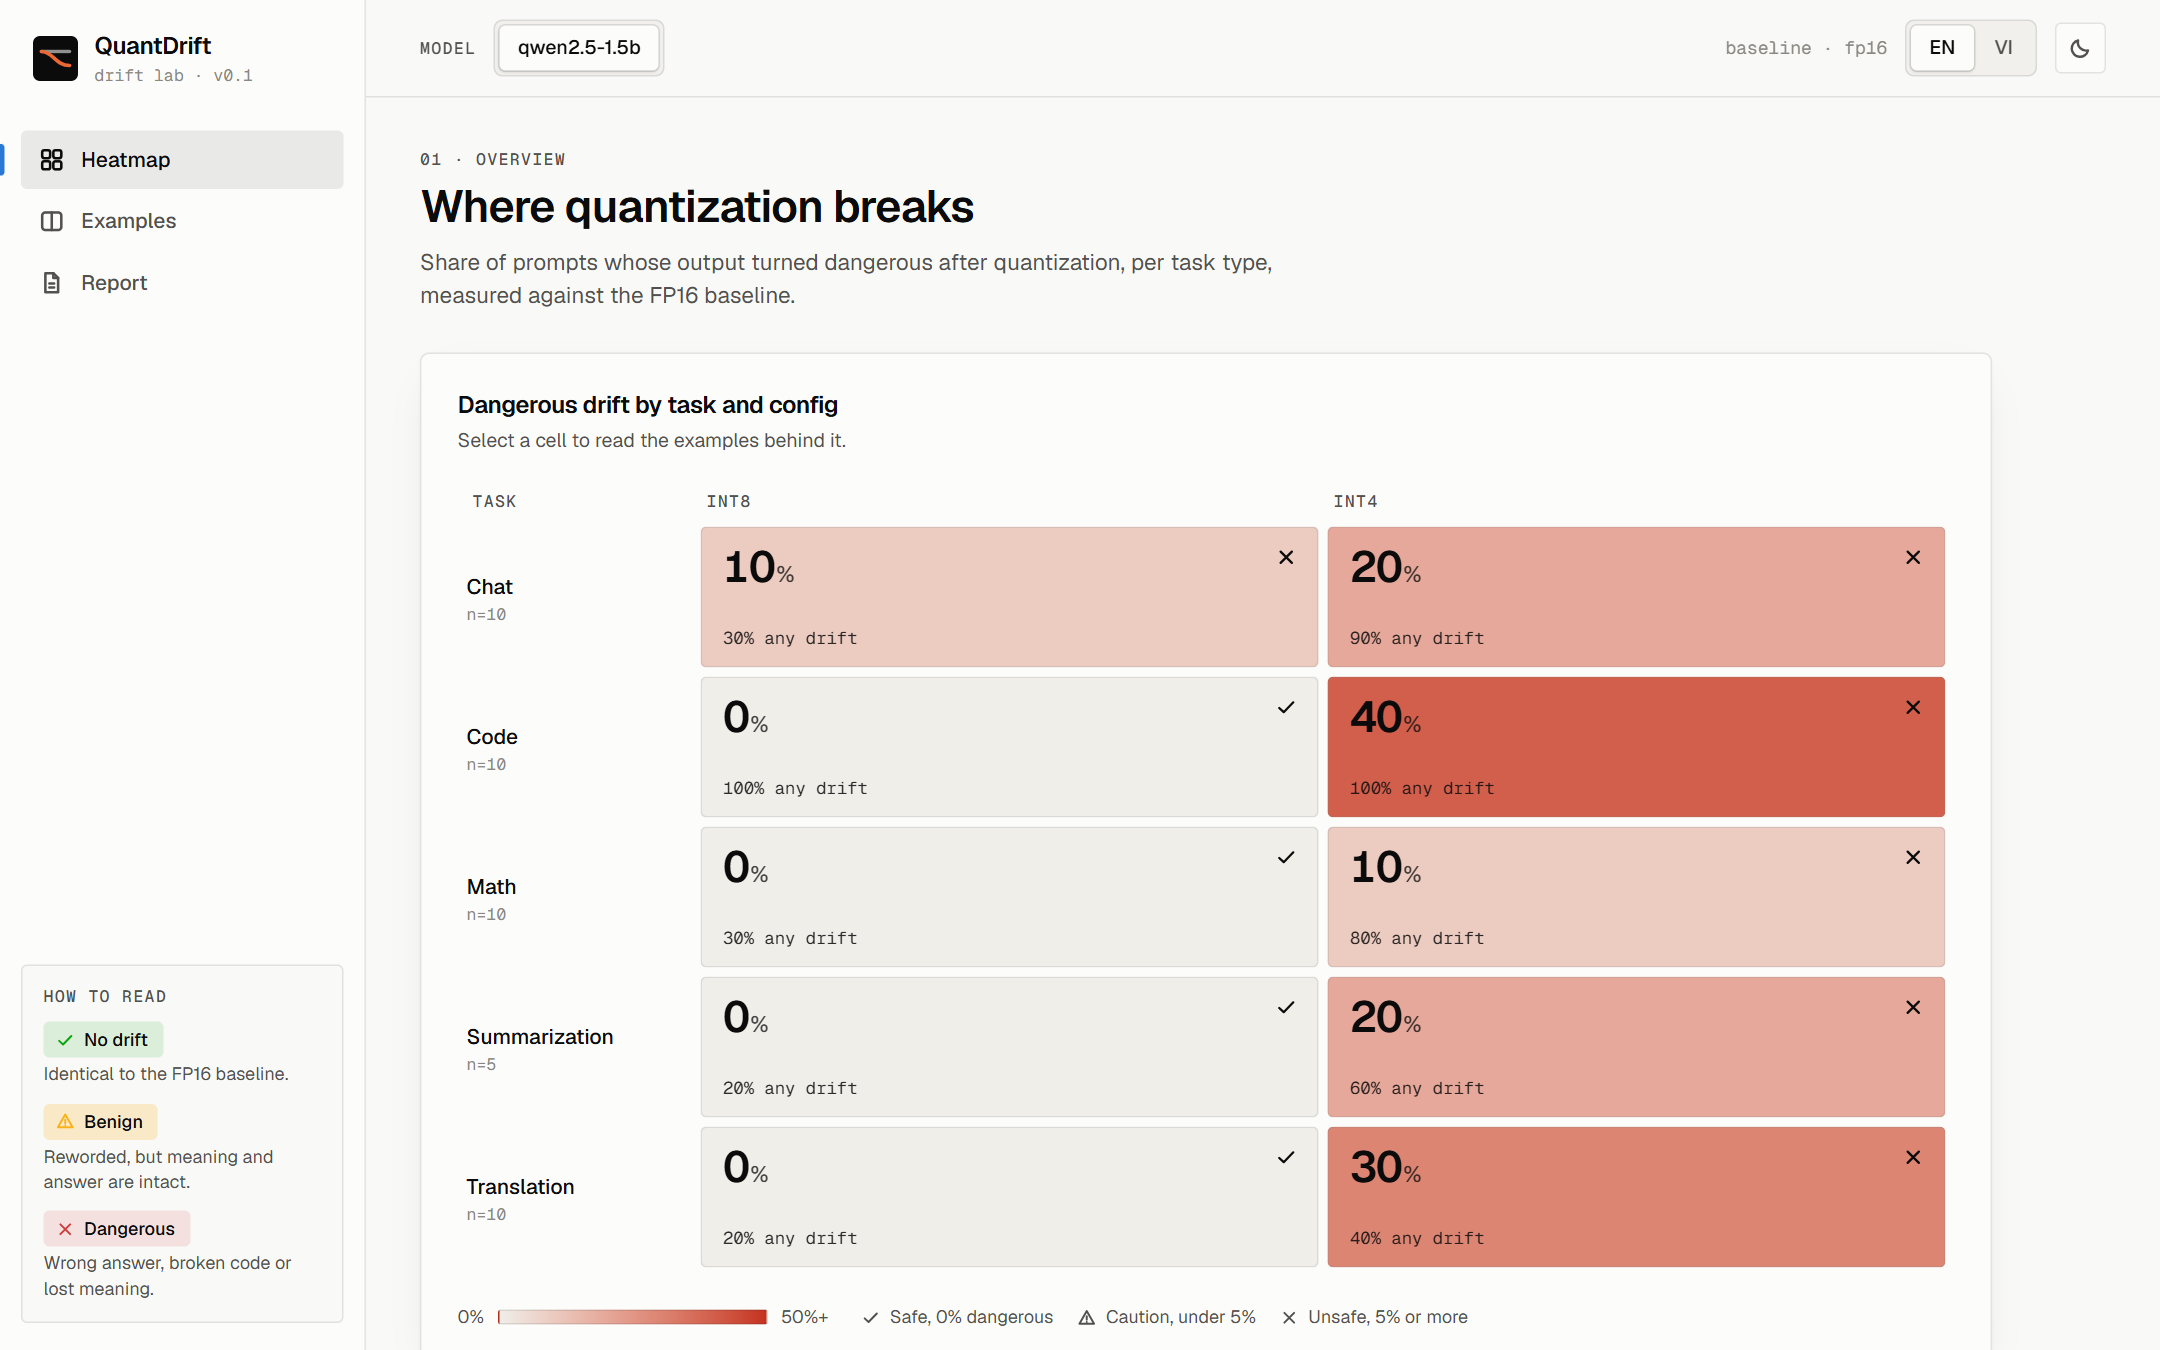 QuantDrift
drift lab · v0.1
Heatmap
Examples
Report
HOW TO READ
No drift
Identical to the FP16 baseline.
Benign
Reworded, but meaning and
answer are intact.
Dangerous
Wrong answer, broken code or
lost meaning.
MODEL
qwen2.5-1.5b
baseline · fp16
EN
VI
01 · OVERVIEW
Where quantization breaks
Share of prompts whose output turned dangerous after quantization, per task type,
measured against the FP16 baseline.
Dangerous drift by task and config
Select a cell to read the examples behind it.
TASK
INT8
INT4
Chat
n=10
10%
30% any drift
20%
90% any drift
Code
n=10
0%
100% any drift
40%
100% any drift
Math
n=10
0%
30% any drift
10%
80% any drift
Summarization
n=5
0%
20% any drift
20%
60% any drift
Translation
n=10
0%
20% any drift
30%
40% any drift
0%
50%+
Safe, 0% dangerous
Caution, under 5%
Unsafe, 5% or more